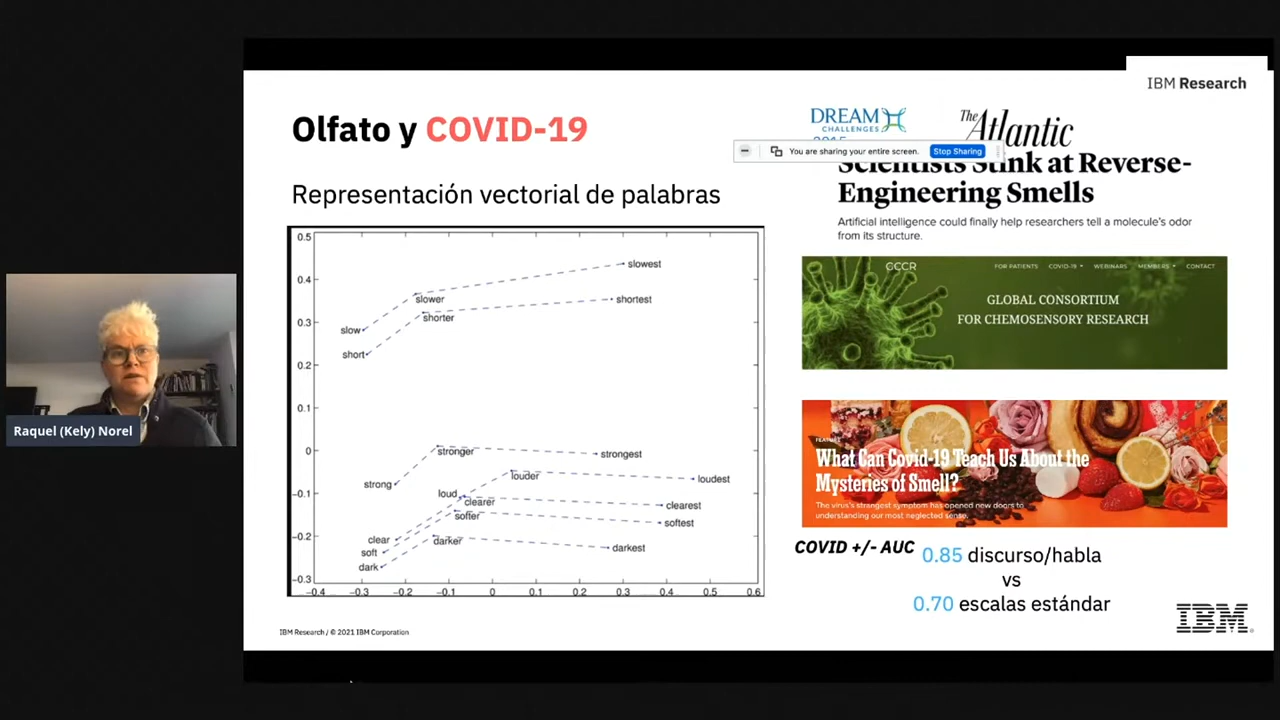 IBM Research
Olfato y COVID-19
DREAM
CHALLENGES
The Atlantic
You are sharing your entire screen.
Stop Sharing
Scientists Stink at Reverse-
Engineering Smells
Artificial intelligence could finally help researchers tell a molecule's odor
from its structure.
Representación vectorial de palabras
0.5
0.4
0.3
0.2
0.1
0
−0.1
−0.2
−0.3
−0.4
−0.3
−0.2
−0.1
0
0.1
0.2
0.3
0.4
0.5
0.6
slowest
slower
shortest
shorter
slow
short
stronger
strongest
strong
louder
loudest
loud
clearer
clearest
softer
softest
clear
soft
darker
darkest
dark
GCCR
FOR PATIENTS
COVID-19
WEBINARS
MEMBERS
CONTACT
GLOBAL CONSORTIUM
FOR CHEMOSENSORY RESEARCH
FEATURE
What Can Covid-19 Teach Us About the
Mysteries of Smell?
The virus's strangest symptom has opened new doors to
understanding our most neglected sense.
COVID +/- AUC
0.85 discurso/habla
vs
0.70 escalas estándar
IBM
IBM Research / © 2021 IBM Corporation
Raquel (Kely) Norel